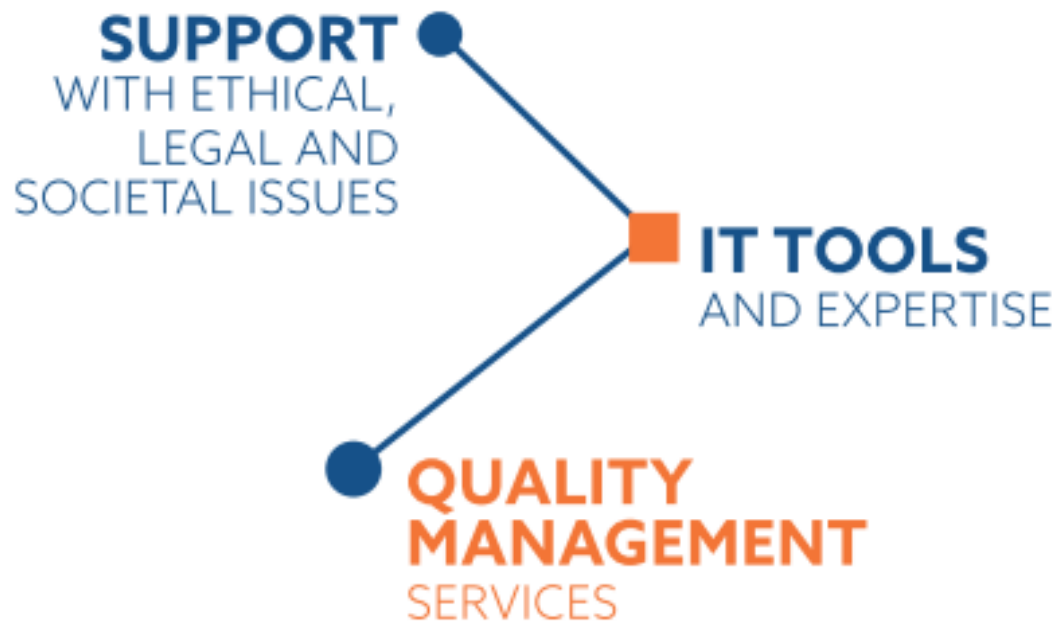 SUPPORT
WITH ETHICAL,
LEGAL AND
SOCIETAL ISSUES
IT TOOLS
AND EXPERTISE
QUALITY
MANAGEMENT
SERVICES